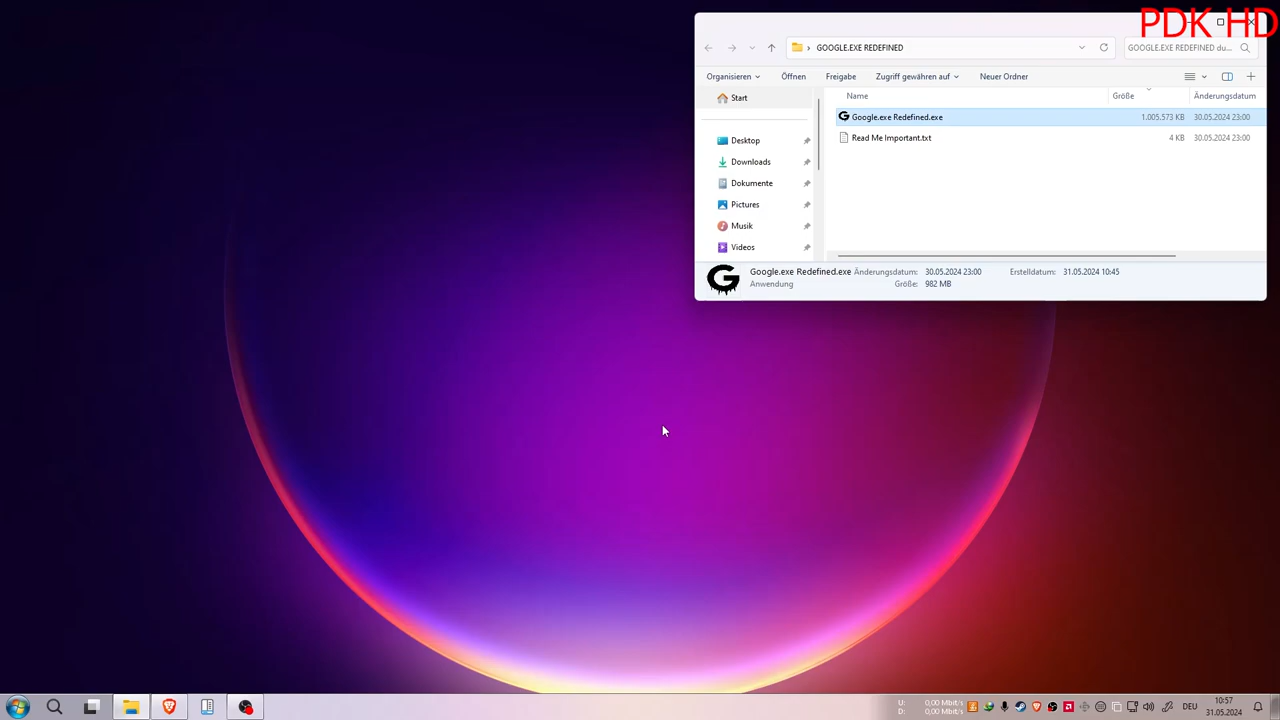 PDK HD
GOOGLE.EXE REDEFINED
GOOGLE.EXE REDEFINED du...
Organisieren
Öffnen
Freigabe
Zugriff gewähren auf
Neuer Ordner
Start
Desktop
Downloads
Dokumente
Pictures
Musik
Videos
Name
Größe
Änderungsdatum
Google.exe Redefined.exe
1.005.573 KB
30.05.2024 23:00
Read Me Important.txt
4 KB
30.05.2024 23:00
Google.exe Redefined.exe
Änderungsdatum: 30.05.2024 23:00
Erstelldatum: 31.05.2024 10:45
Anwendung
Größe: 982 MB
U: 0,00 Mbit/s
D: 0,00 Mbit/s
DEU
10:57
31.05.2024